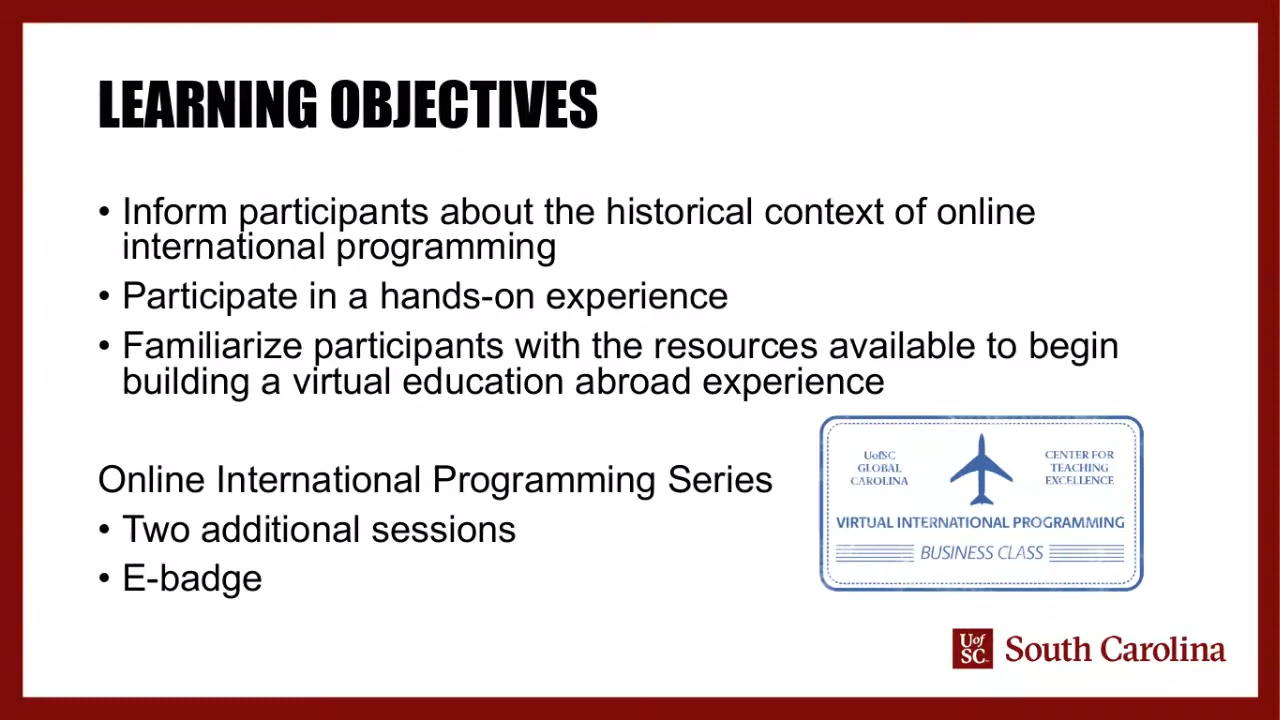 LEARNING OBJECTIVES
• Inform participants about the historical context of online
international programming
• Participate in a hands-on experience
• Familiarize participants with the resources available to begin
building a virtual education abroad experience
Online International Programming Series
• Two additional sessions
• E-badge
UofSC
GLOBAL
CAROLINA
CENTER FOR
TEACHING
EXCELLENCE
VIRTUAL INTERNATIONAL PROGRAMMING
BUSINESS CLASS
UofSC
South Carolina